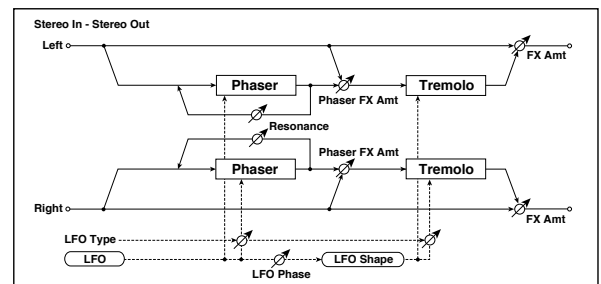 Stereo In - Stereo Out
Left
FX Amt
Phaser
Tremolo
Phaser FX Amt
Resonance
Phaser FX Amt
Phaser
Tremolo
Right
FX Amt
LFO Type
LFO
LFO Shape
LFO Phase